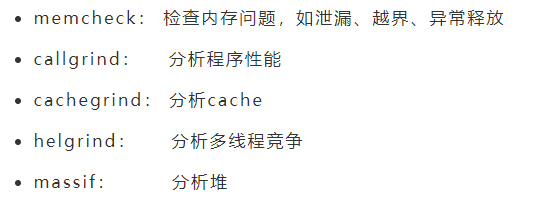 memcheck： 检查内存问题，如泄漏、越界、异常释放
callgrind： 分析程序性能
cachegrind： 分析cache
helgrind： 分析多线程竞争
massif： 分析堆